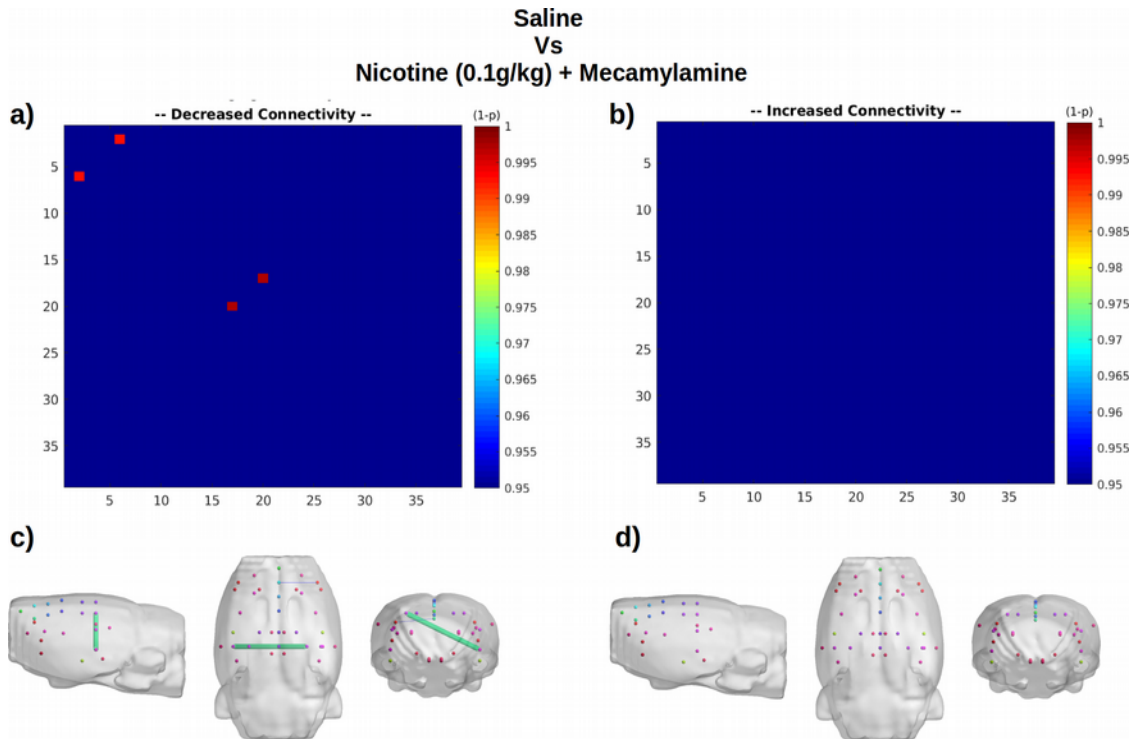 Saline
Vs
Nicotine (0.1g/kg) + Mecamylamine
a)
-- Decreased Connectivity --
(1-p)
5
10
15
20
25
30
35
5 10 15 20 25 30 35
1
0.995
0.99
0.985
0.98
0.975
0.97
0.965
0.96
0.955
0.95
b)
-- Increased Connectivity --
(1-p)
5
10
15
20
25
30
35
5 10 15 20 25 30 35
1
0.995
0.99
0.985
0.98
0.975
0.97
0.965
0.96
0.955
0.95
c)
d)